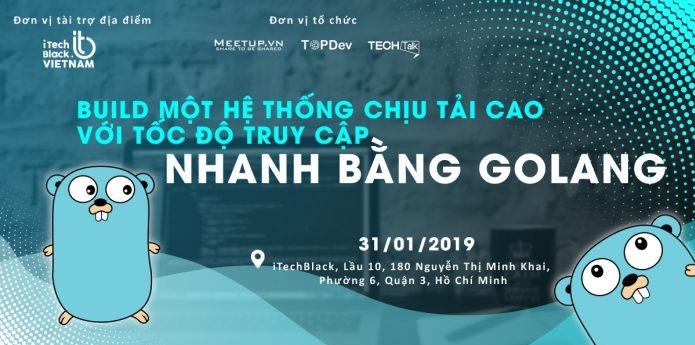 Đơn vị tài trợ địa điểm
Đơn vị tổ chức
iTech
Black
VIETNAM
MEETUP.VN
SHARE TO BE SHARED
TOPDev
TECH Talk
BUILD MỘT HỆ THỐNG CHỊU TẢI CAO
VỚI TỐC ĐỘ TRUY CẬP
NHANH BẰNG GOLANG
31/01/2019
iTechBlack, Lầu 10, 180 Nguyễn Thị Minh Khai,
Phường 6, Quận 3, Hồ Chí Minh